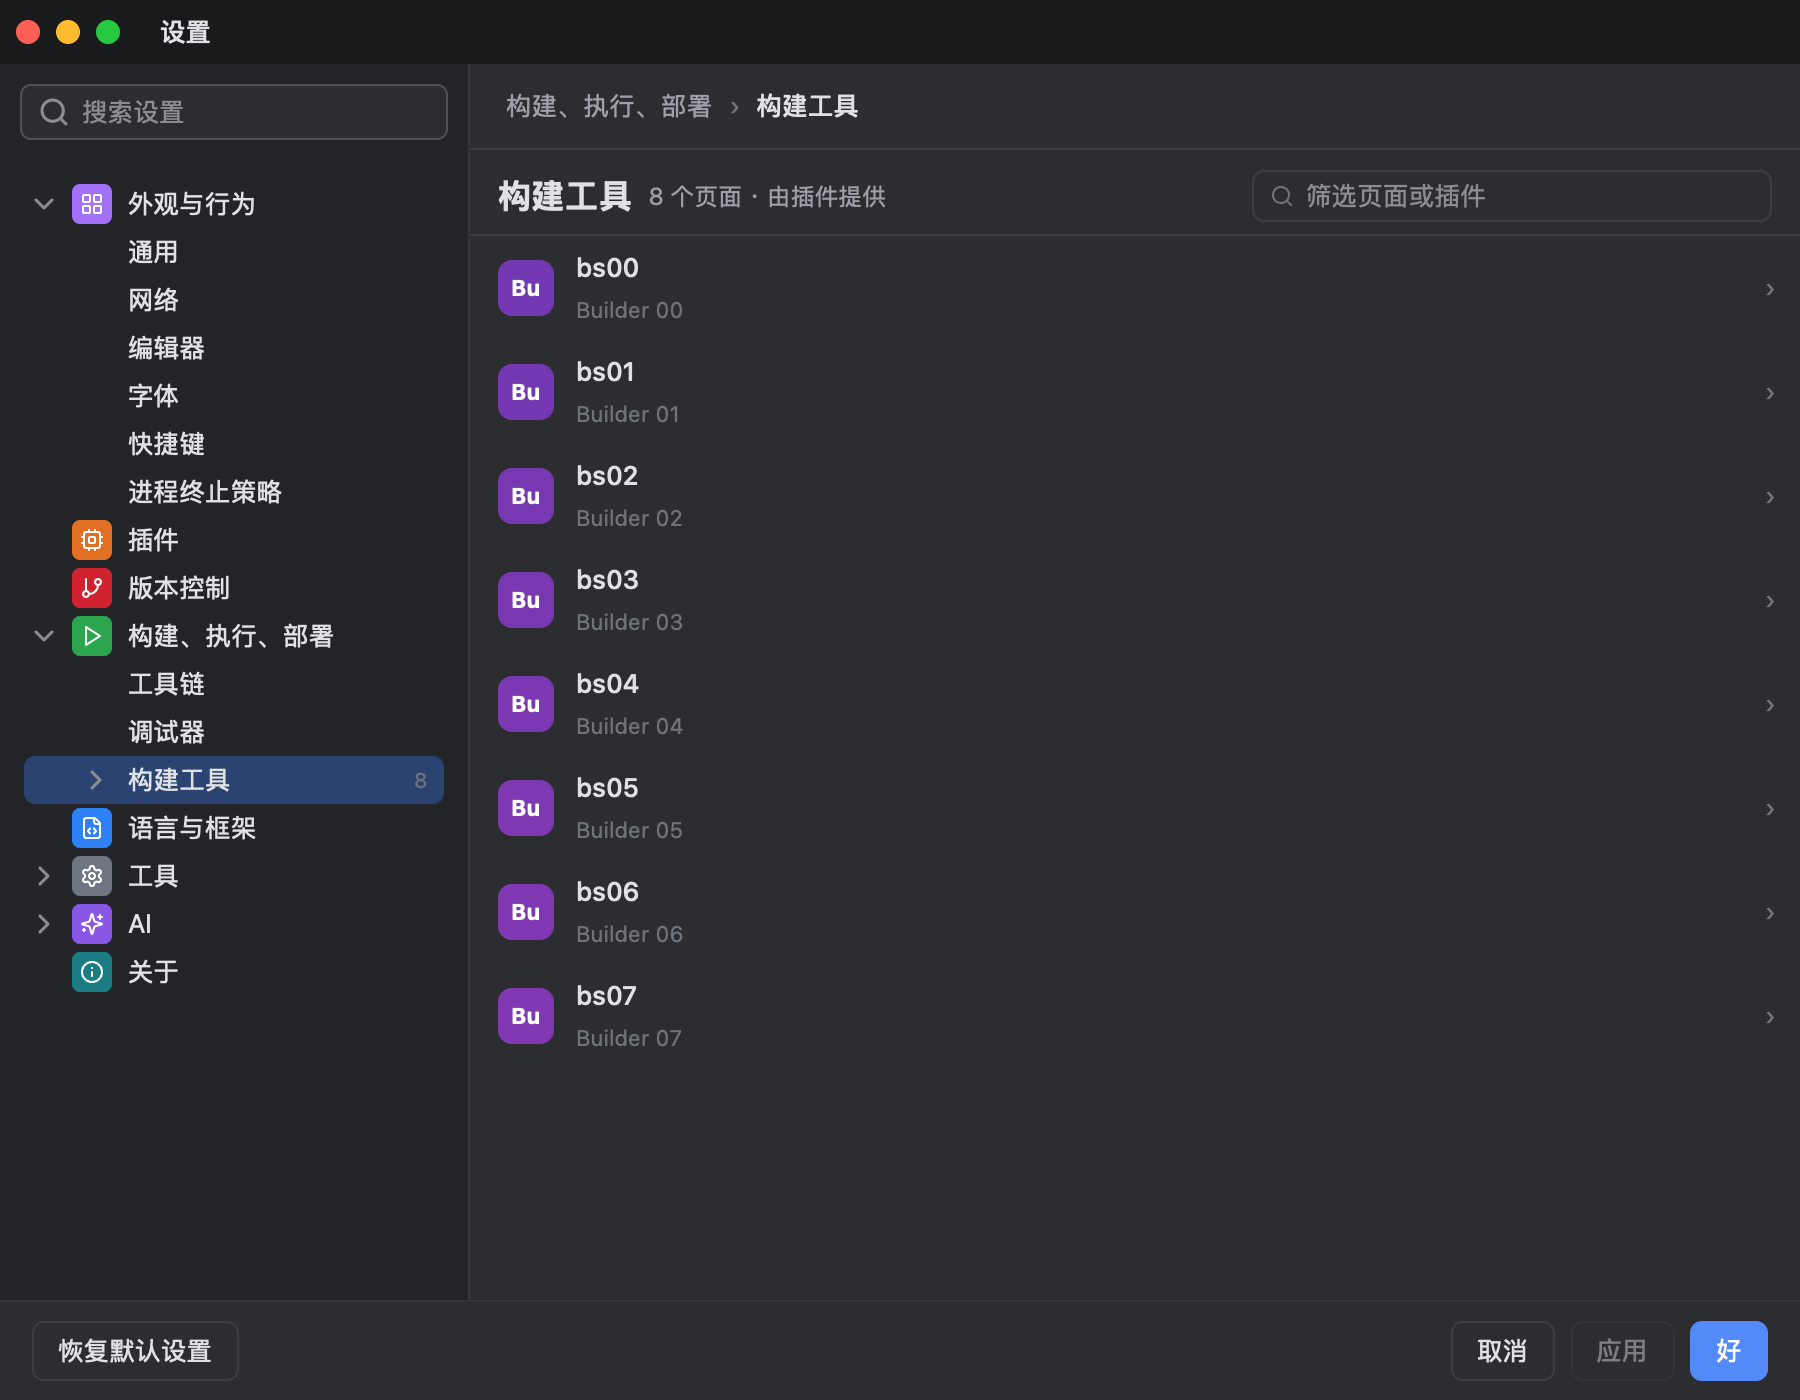 设置
搜索设置
外观与行为
通用
网络
编辑器
字体
快捷键
进程终止策略
插件
版本控制
构建、执行、部署
工具链
调试器
构建工具 8
语言与框架
工具
AI
关于
构建、执行、部署 › 构建工具
构建工具 8 个页面 · 由插件提供
筛选页面或插件
Bu bs00
Builder 00
Bu bs01
Builder 01
Bu bs02
Builder 02
Bu bs03
Builder 03
Bu bs04
Builder 04
Bu bs05
Builder 05
Bu bs06
Builder 06
Bu bs07
Builder 07
恢复默认设置
取消 应用 好